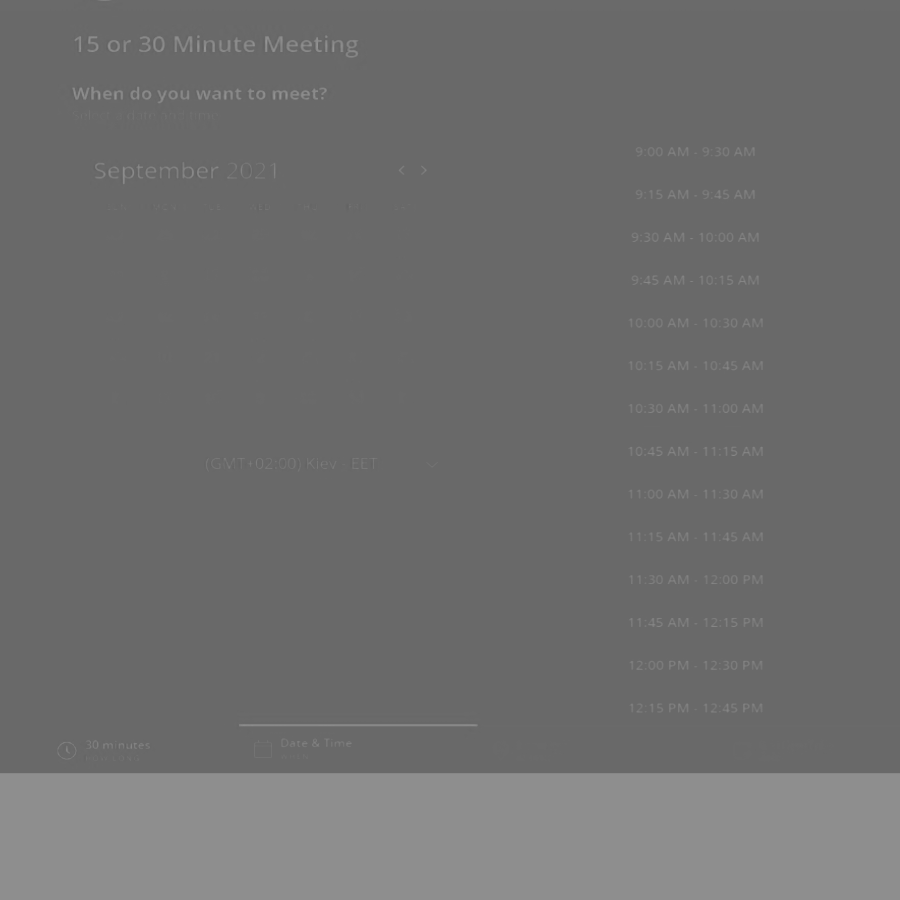 15 or 30 Minute Meeting
When do you want to meet?
September 2021
(GMT+02:00) Kiev - EET
9:00 AM - 9:30 AM
9:15 AM - 9:45 AM
9:30 AM - 10:00 AM
9:45 AM - 10:15 AM
10:00 AM - 10:30 AM
10:15 AM - 10:45 AM
10:30 AM - 11:00 AM
10:45 AM - 11:15 AM
11:00 AM - 11:30 AM
11:15 AM - 11:45 AM
11:30 AM - 12:00 PM
11:45 AM - 12:15 PM
12:00 PM - 12:30 PM
12:15 PM - 12:45 PM
30 minutes
Date & Time